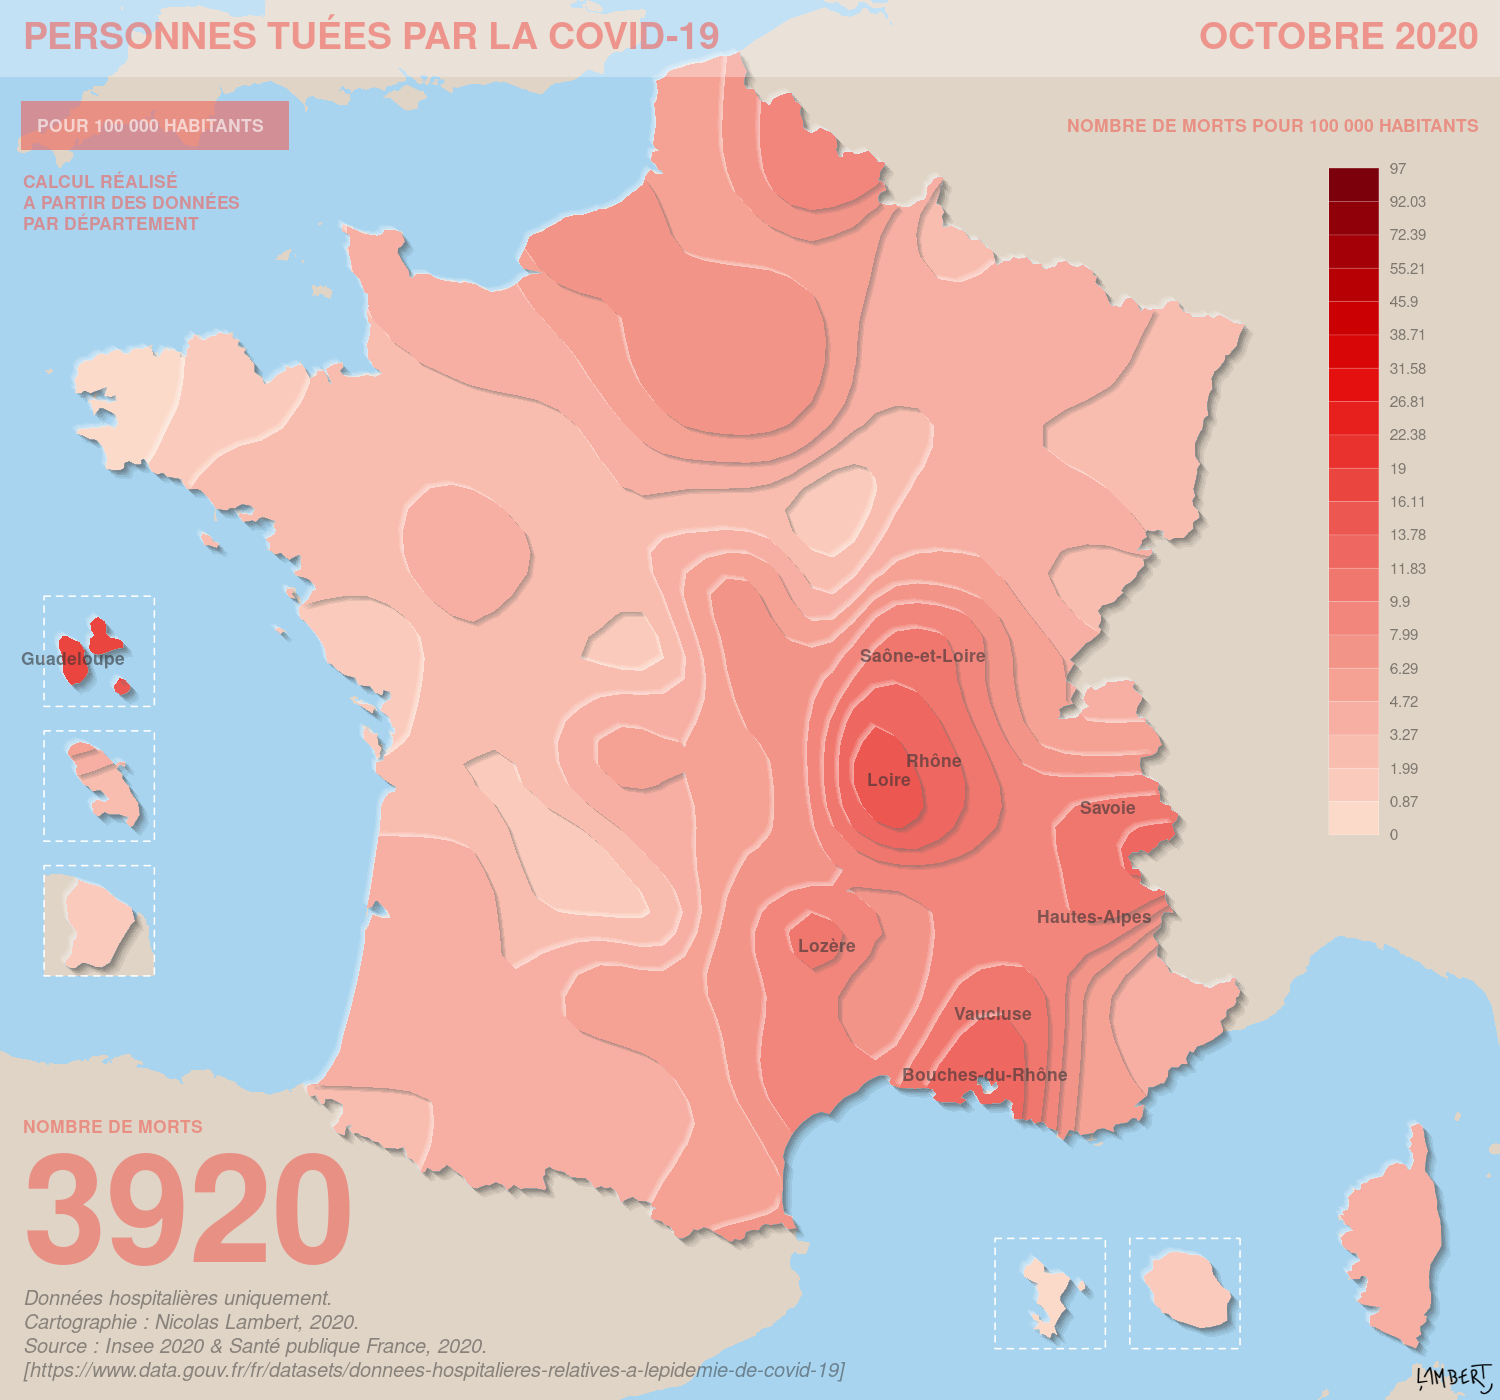 PERSONNES TUÉES PAR LA COVID-19
OCTOBRE 2020
POUR 100 000 HABITANTS
CALCUL RÉALISÉ
A PARTIR DES DONNÉES
PAR DÉPARTEMENT
NOMBRE DE MORTS POUR 100 000 HABITANTS
97
92.03
72.39
55.21
45.9
38.71
31.58
26.81
22.38
19
16.11
13.78
11.83
9.9
7.99
6.29
4.72
3.27
1.99
0.87
0
Guadeloupe
Saône-et-Loire
Rhône
Loire
Savoie
Hautes-Alpes
Lozère
Vaucluse
Bouches-du-Rhône
NOMBRE DE MORTS
3920
Données hospitalières uniquement.
Cartographie : Nicolas Lambert, 2020.
Source : Insee 2020 & Santé publique France, 2020.
[https://www.data.gouv.fr/fr/datasets/donnees-hospitalieres-relatives-a-lepidemie-de-covid-19]
LAMBERT